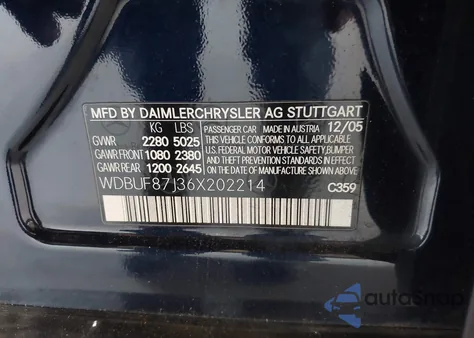 MFD BY DAIMLERCHRYSLER AG STUTTGART
KG LBS PASSENGER CAR MADE IN AUSTRIA 12/05
GVWR 2280 5025 THIS VEHICLE CONFORMS TO ALL
GAWR FRONT 1080 2380 APPLICABLE U.S. FEDERAL MOTOR
GAWR REAR 1200 2645 VEHICLE SAFETY, BUMPER, AND THEFT PREVENTION STANDARDS IN EFFECT ON THE DATE OF MANUFACTURE SHOWN ABOVE.
WDBUF87J36X202214 C359
autoSnap